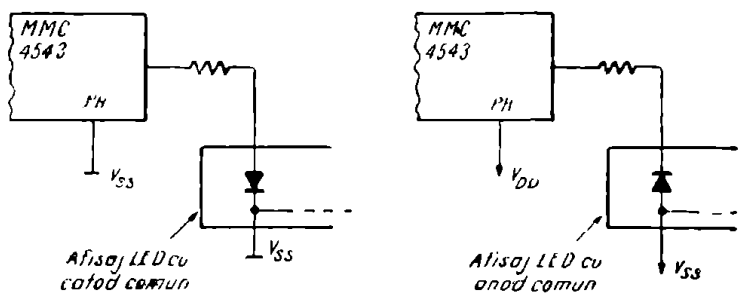 MMC
4543
PH
VSS
VSS
Afisaj LED cu
catod comun
MMC
4543
PH
VDD
VSS
Afisaj LED cu
anod comun